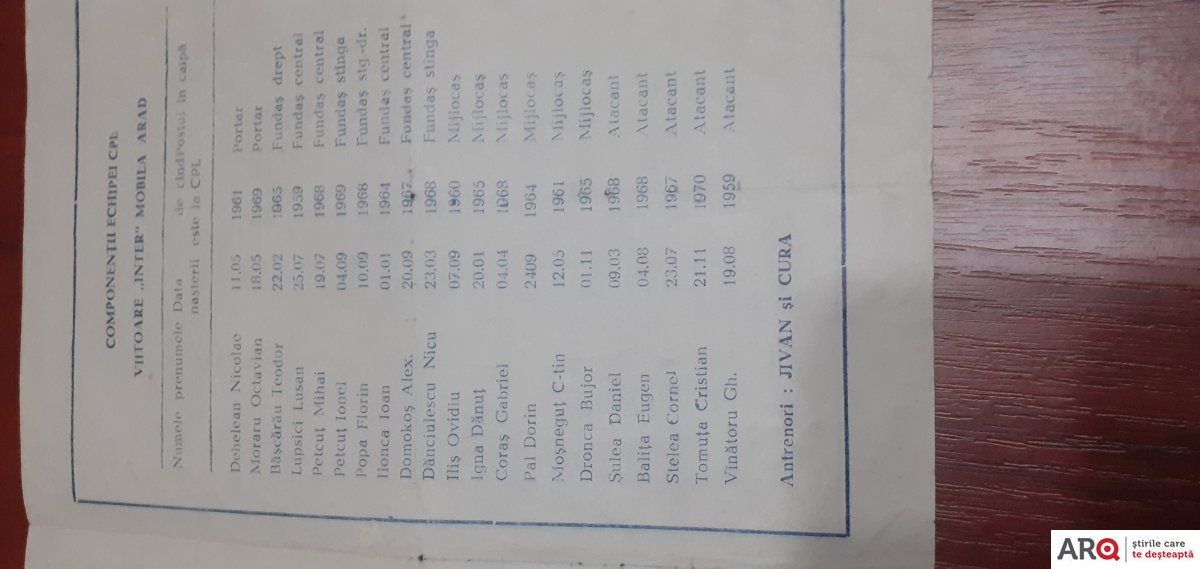 COMPONENȚII ECHIPEI CPL
VIITOARE „INTER" MOBILA ARAD
Numele prenumele Data de cînd Postul în caipă
nașterii este la CPL
Dehelean Nicolae 11.05 1961 Portar
Moraru Octavian 18.05 1969 Portar
Bășcărău Teodor 22.02 1965 Fundaș drept
Lupsici Lusan 25.07 1959 Fundaș central
Petcuț Mihai 19.07 1968 Fundaș central
Petcuț Ionel 04.09 1969 Fundaș stînga
Popa Florin 10.09 1968 Fundaș stg.-dr.
Ilonca Ioan 01.01 1964 Fundaș central
Domokoș Alex. 20.09 1967 Fundaș central
Dănciulescu Nicu 23.03 1968 Fundaș stînga
Iliș Ovidiu 07.09 1960 Mijlocaș
Igna Dănuț 20.01 1965 Mijlocaș
Coraș Gabriel 04.04 1968 Mijlocaș
Pal Dorin 2409 1964 Mijlocaș
Moșneguț C-tin 12.05 1961 Mijlocaș
Dronca Bujor 01.11 1965 Mijlocaș
Șulea Daniel 09.03 1968 Atacant
Balița Eugen 04.08 1968 Atacant
Stelea Cornel 23.07 1967 Atacant
Tomuța Cristian 21.11 1970 Atacant
Vînătoru Gh. 19.08 1959 Atacant
Antrenori : JIVAN și CURA
ARQ
știrile care
te deșteaptă